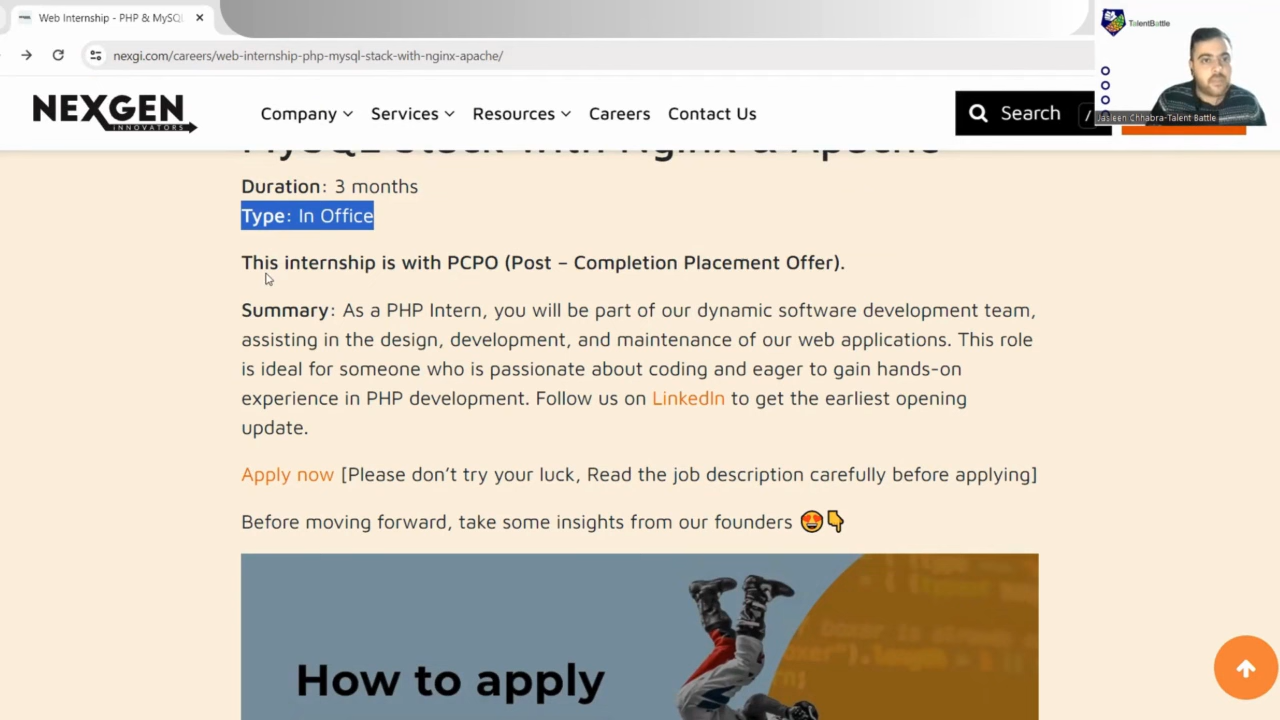 Web Internship - PHP & MySQL
TalentBattle
nexgi.com/careers/web-internship-php-mysql-stack-with-nginx-apache/
NEXGEN
INNOVATORS
Company
Services
Resources
Careers
Contact Us
Search
/
Jasleen Chhabra-Talent Battle
MySQL Stack with Nginx & Apache
Duration: 3 months
Type: In Office
This internship is with PCPO (Post – Completion Placement Offer).
Summary: As a PHP Intern, you will be part of our dynamic software development team,
assisting in the design, development, and maintenance of our web applications. This role
is ideal for someone who is passionate about coding and eager to gain hands-on
experience in PHP development. Follow us on LinkedIn to get the earliest opening
update.
Apply now [Please don’t try your luck, Read the job description carefully before applying]
Before moving forward, take some insights from our founders 😍👇
How to apply